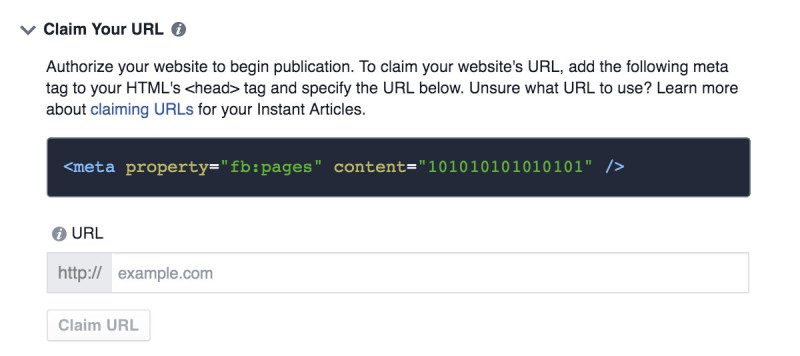 Claim Your URL i
Authorize your website to begin publication. To claim your website's URL, add the following meta
tag to your HTML's <head> tag and specify the URL below. Unsure what URL to use? Learn more
about claiming URLs for your Instant Articles.
<meta property="fb:pages" content="101010101010101" />
i URL
http:// example.com
Claim URL